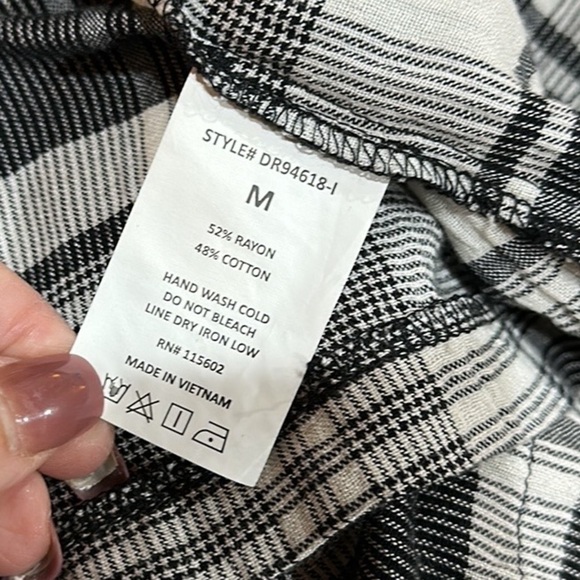 STYLE# DR94618-I
M
52% RAYON
48% COTTON
HAND WASH COLD
DO NOT BLEACH
LINE DRY IRON LOW
RN# 115602
MADE IN VIETNAM